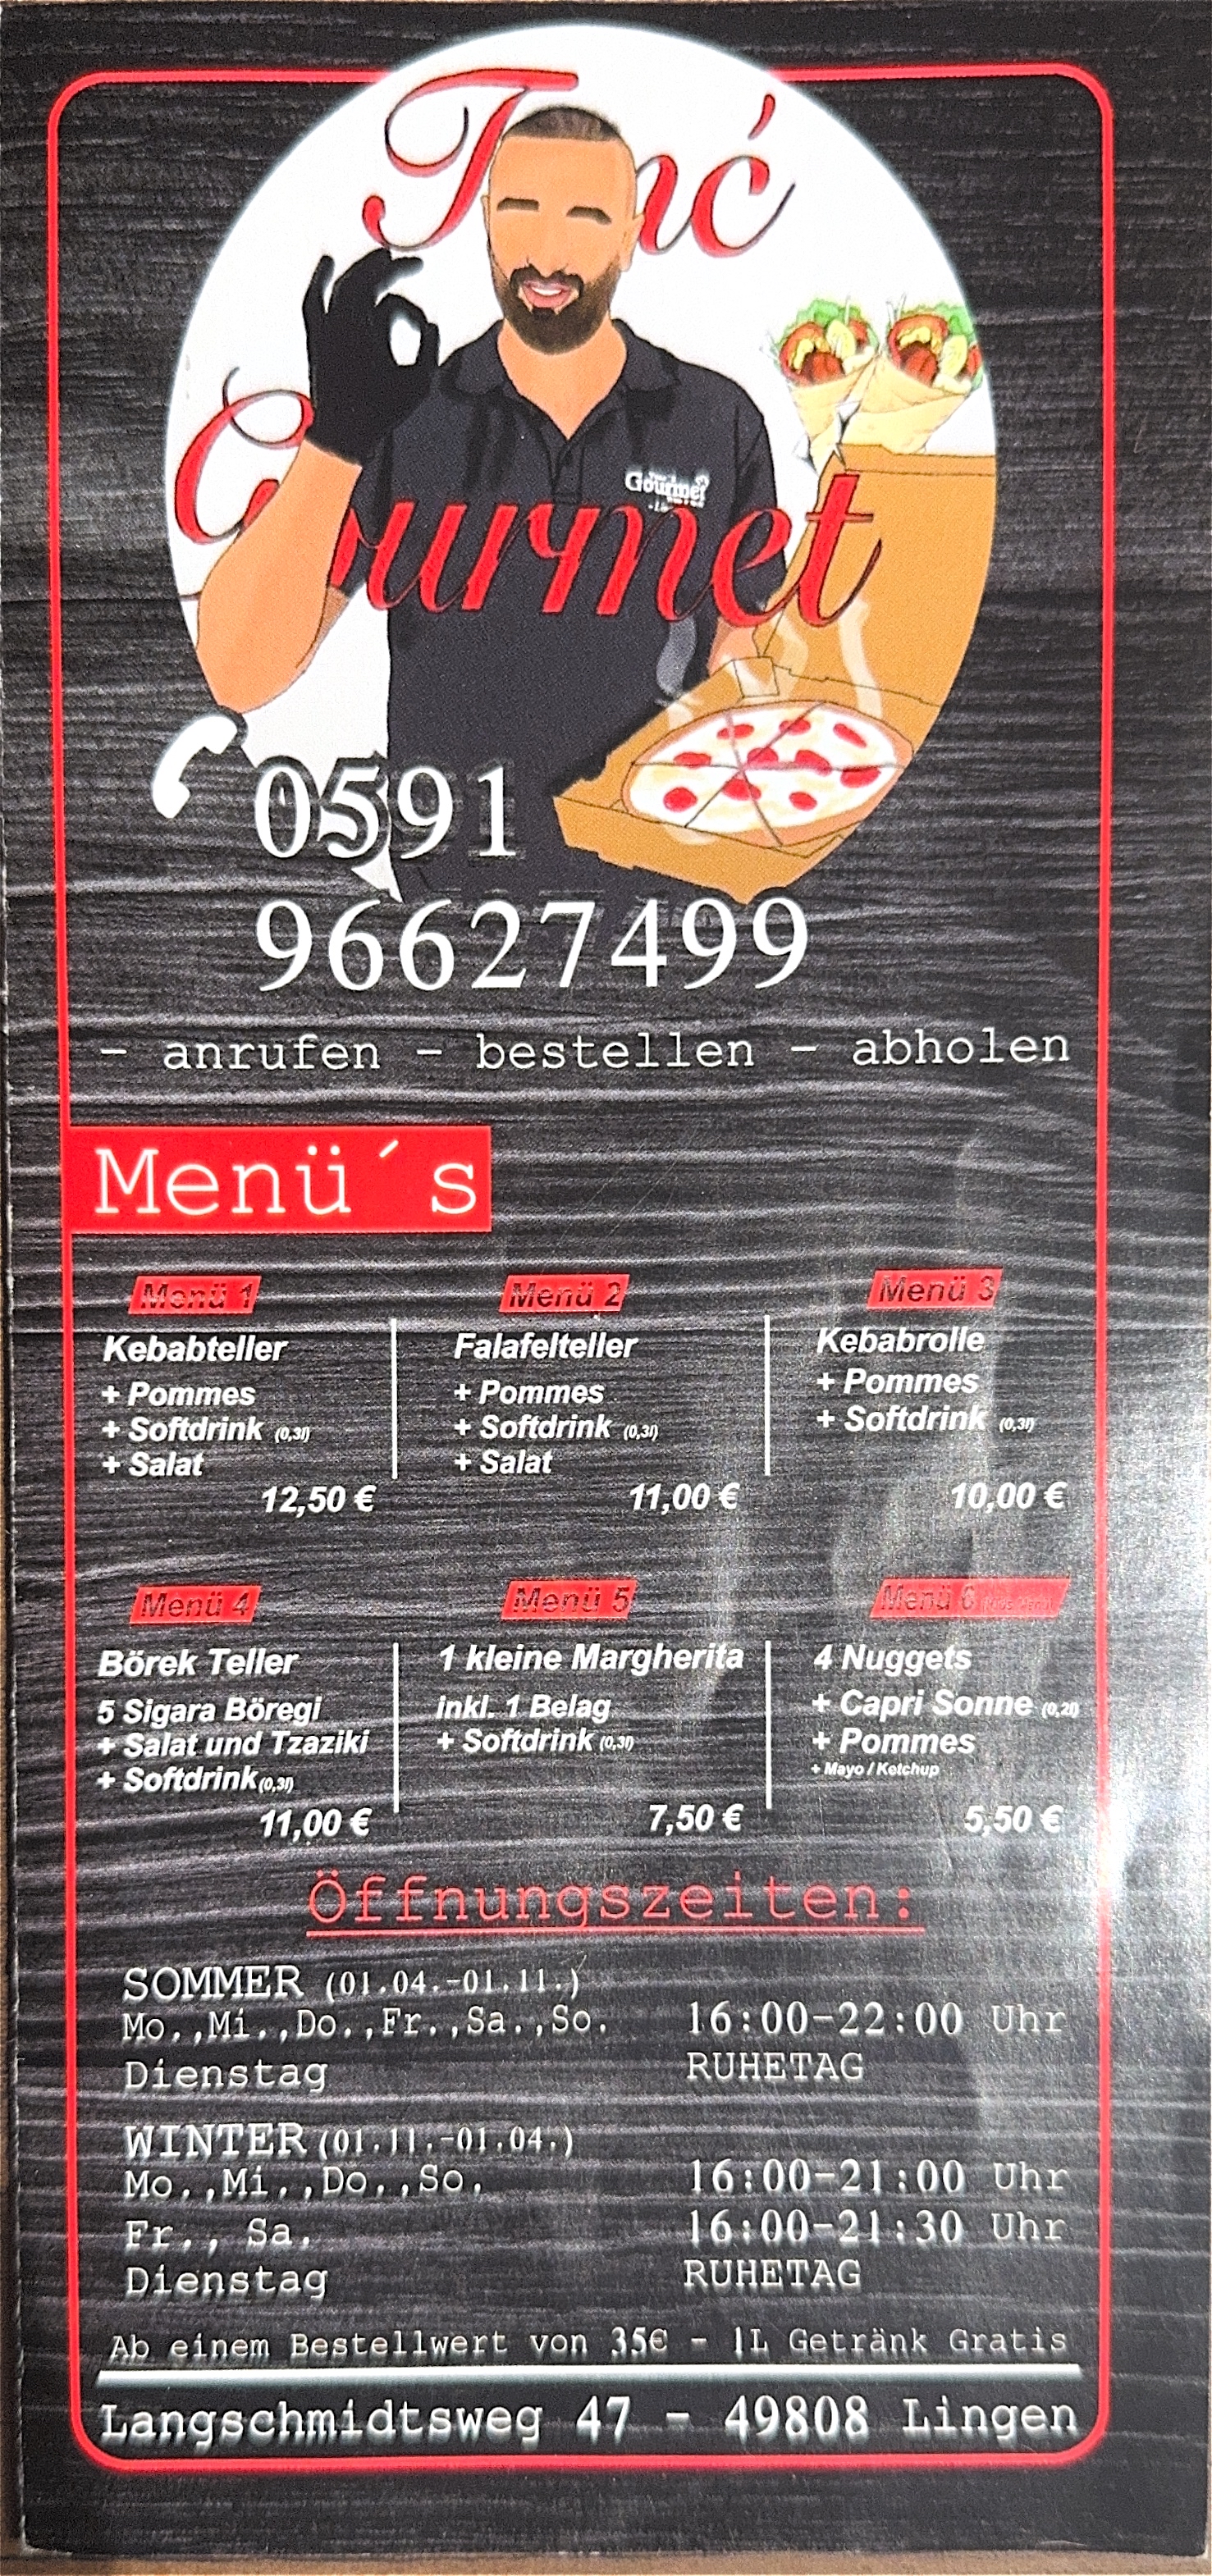 Gourmet
Gourmet
0591
96627499
- anrufen - bestellen - abholen
Menü´s
Menü 1
Kebabteller
+ Pommes
+ Softdrink (0,3l)
+ Salat
12,50 €
Menü 2
Falafelteller
+ Pommes
+ Softdrink (0,3l)
+ Salat
11,00 €
Menü 3
Kebabrolle
+ Pommes
+ Softdrink (0,3l)
10,00 €
Menü 4
Börek Teller
5 Sigara Böregi
+ Salat und Tzaziki
+ Softdrink (0,3l)
11,00 €
Menü 5
1 kleine Margherita
inkl. 1 Belag
+ Softdrink (0,3l)
7,50 €
Menü 6
4 Nuggets
+ Capri Sonne (0,2l)
+ Pommes
+ Mayo / Ketchup
5,50 €
Öffnungszeiten:
SOMMER (01.04.-01.11.)
Mo.,Mi.,Do.,Fr.,Sa.,So. 16:00-22:00 Uhr
Dienstag RUHETAG
WINTER (01.11.-01.04.)
Mo.,Mi.,Do.,So. 16:00-21:00 Uhr
Fr., Sa. 16:00-21:30 Uhr
Dienstag RUHETAG
Ab einem Bestellwert von 35€ - 1L Getränk Gratis
Langschmidtsweg 47 - 49808 Lingen